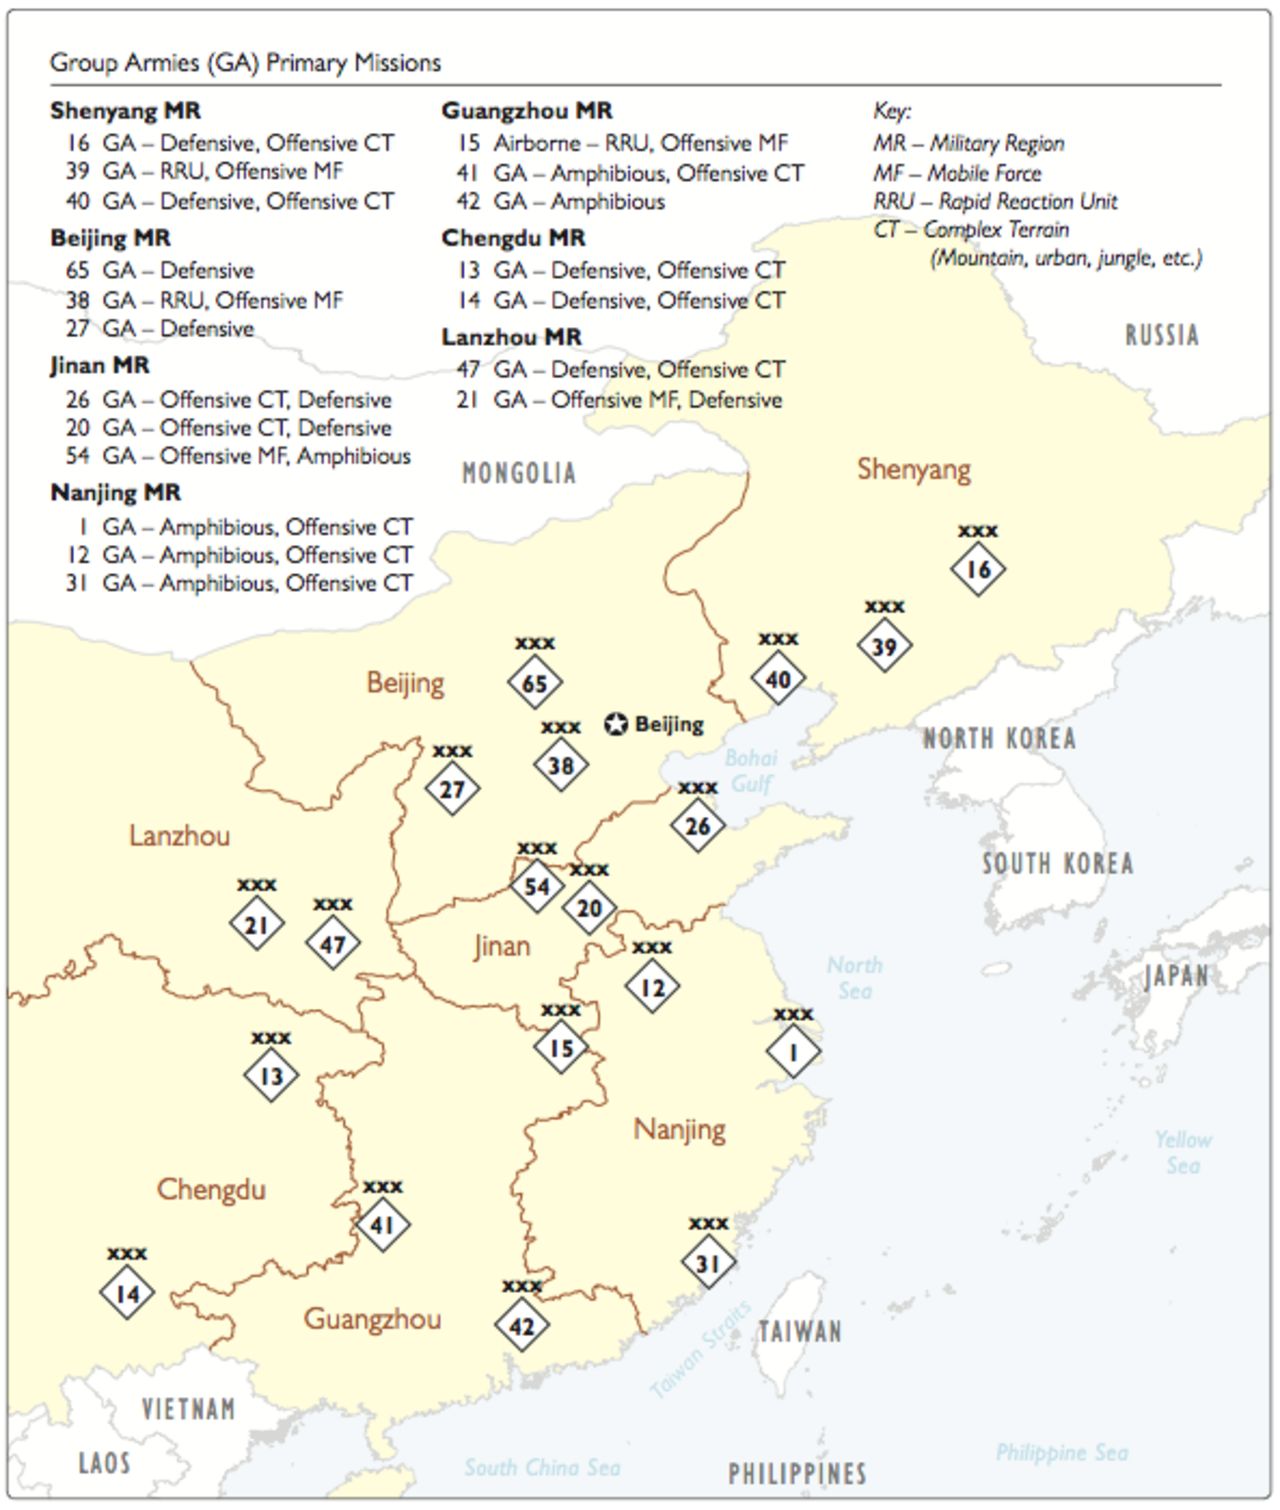 Group Armies (GA) Primary Missions
Shenyang MR
16 GA – Defensive, Offensive CT
39 GA – RRU, Offensive MF
40 GA – Defensive, Offensive CT
Beijing MR
65 GA – Defensive
38 GA – RRU, Offensive MF
27 GA – Defensive
Jinan MR
26 GA – Offensive CT, Defensive
20 GA – Offensive CT, Defensive
54 GA – Offensive MF, Amphibious
Nanjing MR
1 GA – Amphibious, Offensive CT
12 GA – Amphibious, Offensive CT
31 GA – Amphibious, Offensive CT
Guangzhou MR
15 Airborne – RRU, Offensive MF
41 GA – Amphibious, Offensive CT
42 GA – Amphibious
Chengdu MR
13 GA – Defensive, Offensive CT
14 GA – Defensive, Offensive CT
Lanzhou MR
47 GA – Defensive, Offensive CT
21 GA – Offensive MF, Defensive
Key:
MR – Military Region
MF – Mobile Force
RRU – Rapid Reaction Unit
CT – Complex Terrain
(Mountain, urban, jungle, etc.)
RUSSIA
MONGOLIA
Shenyang
xxx
16
xxx
39
xxx
40
xxx
65
Beijing
Beijing
xxx
38
xxx
27
NORTH KOREA
Bohai
Gulf
xxx
26
Lanzhou
SOUTH KOREA
xxx
54
xxx
20
xxx
21
xxx
47
Jinan
xxx
12
North
Sea
JAPAN
xxx
15
xxx
1
xxx
13
Nanjing
Yellow
Sea
Chengdu
xxx
41
xxx
31
xxx
14
xxx
42
Guangzhou
Taiwan Straits
TAIWAN
VIETNAM
LAOS
South China Sea
PHILIPPINES
Philippine Sea